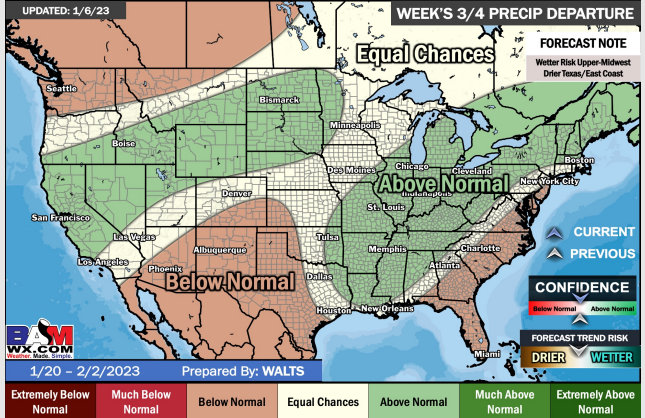 UPDATED: 1/6/23
WEEK'S 3/4 PRECIP DEPARTURE
Equal Chances
FORECAST NOTE
Wetter Risk Upper-Midwest
Drier Texas/East Coast
Seattle
Bismarck
Minneapolis
Boise
Boston
Des Moines
Chicago
Cleveland
Above Normal
New York City
Denver
Indianapolis
St. Louis
San Francisco
CURRENT
Las Vegas
Tulsa
PREVIOUS
Albuquerque
Memphis
Charlotte
Los Angeles
Phoenix
Atlanta
Below Normal
Dallas
CONFIDENCE
Houston
New Orleans
Below Normal
Above Normal
BAM
WX.COM
Weather. Made. Simple.
FORECAST TREND RISK
DRIER
WETTER
Miami
1/20 – 2/2/2023
Prepared By: WALTS
Extremely Below
Normal
Much Below
Normal
Below Normal
Equal Chances
Above Normal
Much Above
Normal
Extremely Above
Normal